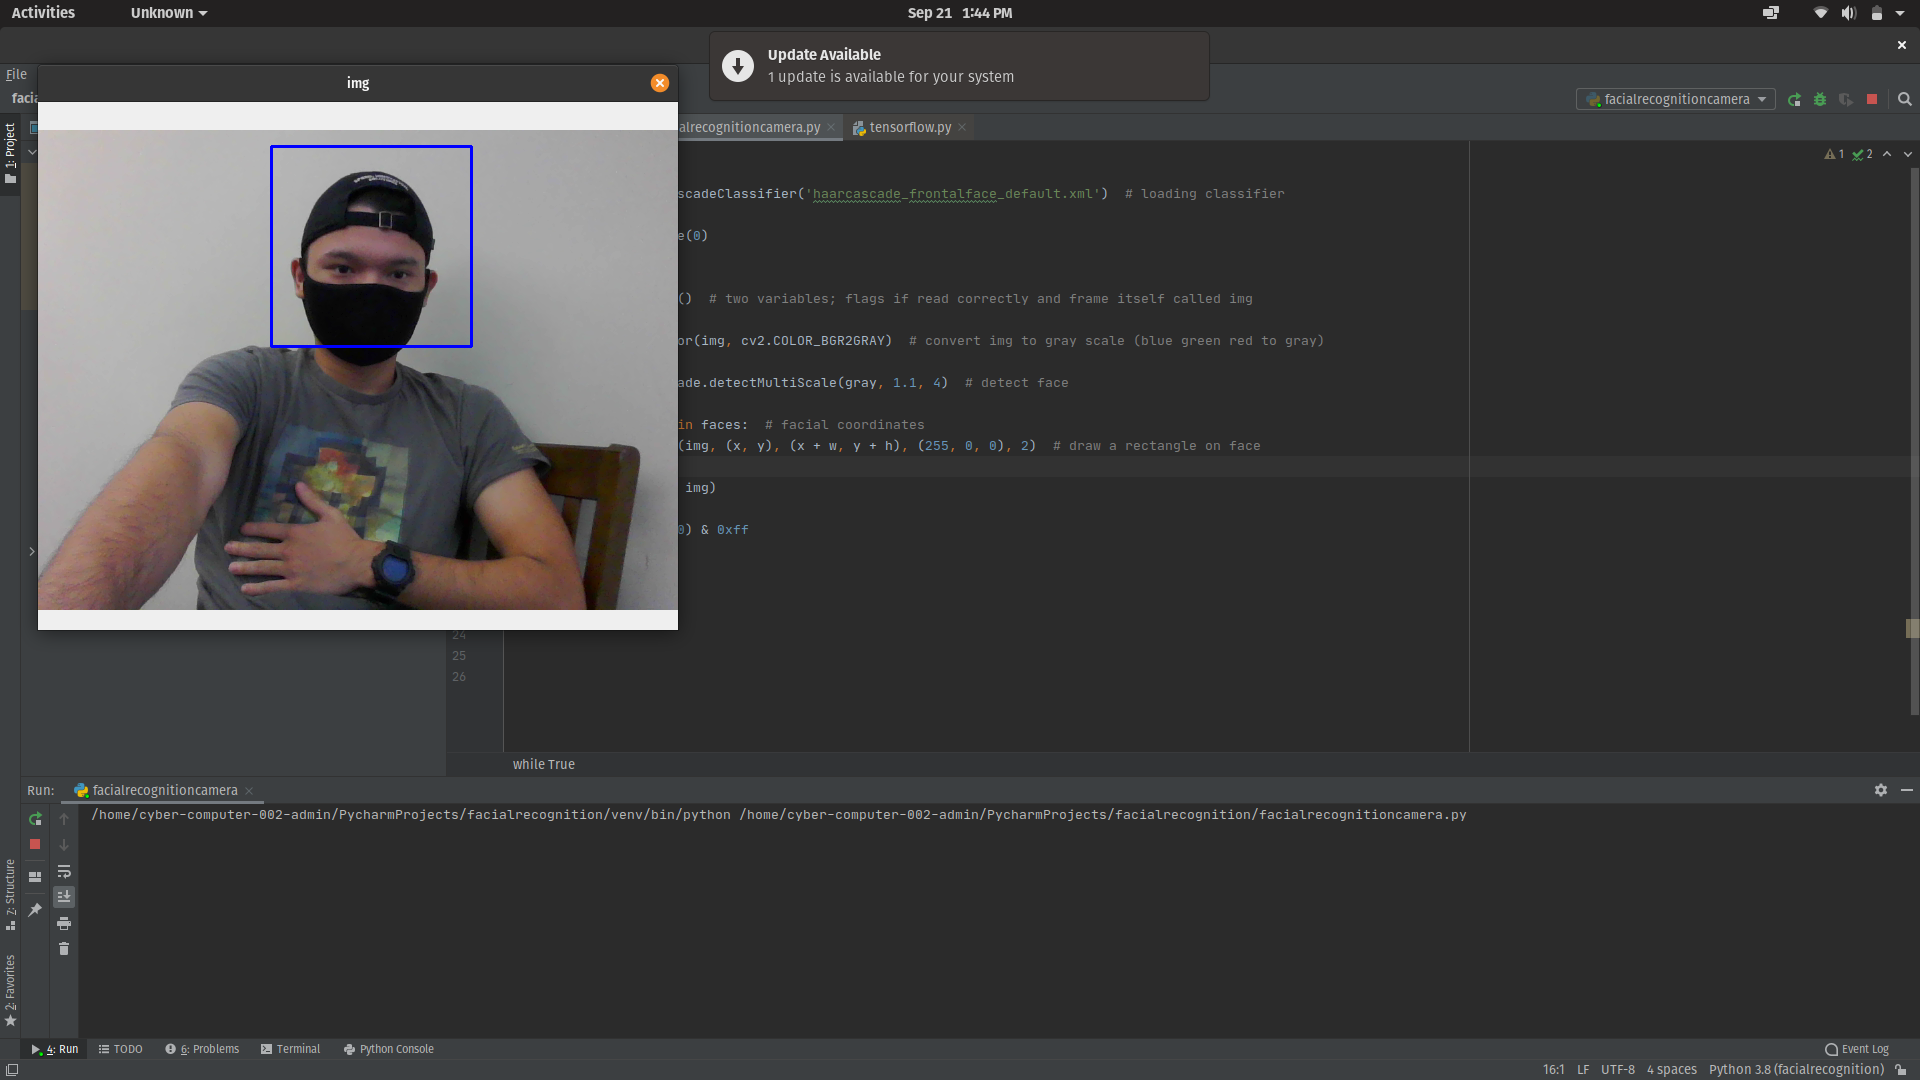 Activities
Unknown
Sep 21 1:44 PM
Update Available
1 update is available for your system
File
img
faci
facialrecognitioncamera
alrecognitioncamera.py
tensorflow.py
1: Project
1
2
scadeClassifier('haarcascade_frontalface_default.xml')  # loading classifier
e(0)
()  # two variables; flags if read correctly and frame itself called img
or(img, cv2.COLOR_BGR2GRAY)  # convert img to gray scale (blue green red to gray)
ade.detectMultiScale(gray, 1.1, 4)  # detect face
in faces:  # facial coordinates
(img, (x, y), (x + w, y + h), (255, 0, 0), 2)  # draw a rectangle on face
img)
0) & 0xff
24
25
26
while True
Run:
facialrecognitioncamera
/home/cyber-computer-002-admin/PycharmProjects/facialrecognition/venv/bin/python /home/cyber-computer-002-admin/PycharmProjects/facialrecognition/facialrecognitioncamera.py
7: Structure
2: Favorites
4: Run
TODO
6: Problems
Terminal
Python Console
Event Log
16:1
LF
UTF-8
4 spaces
Python 3.8 (facialrecognition)